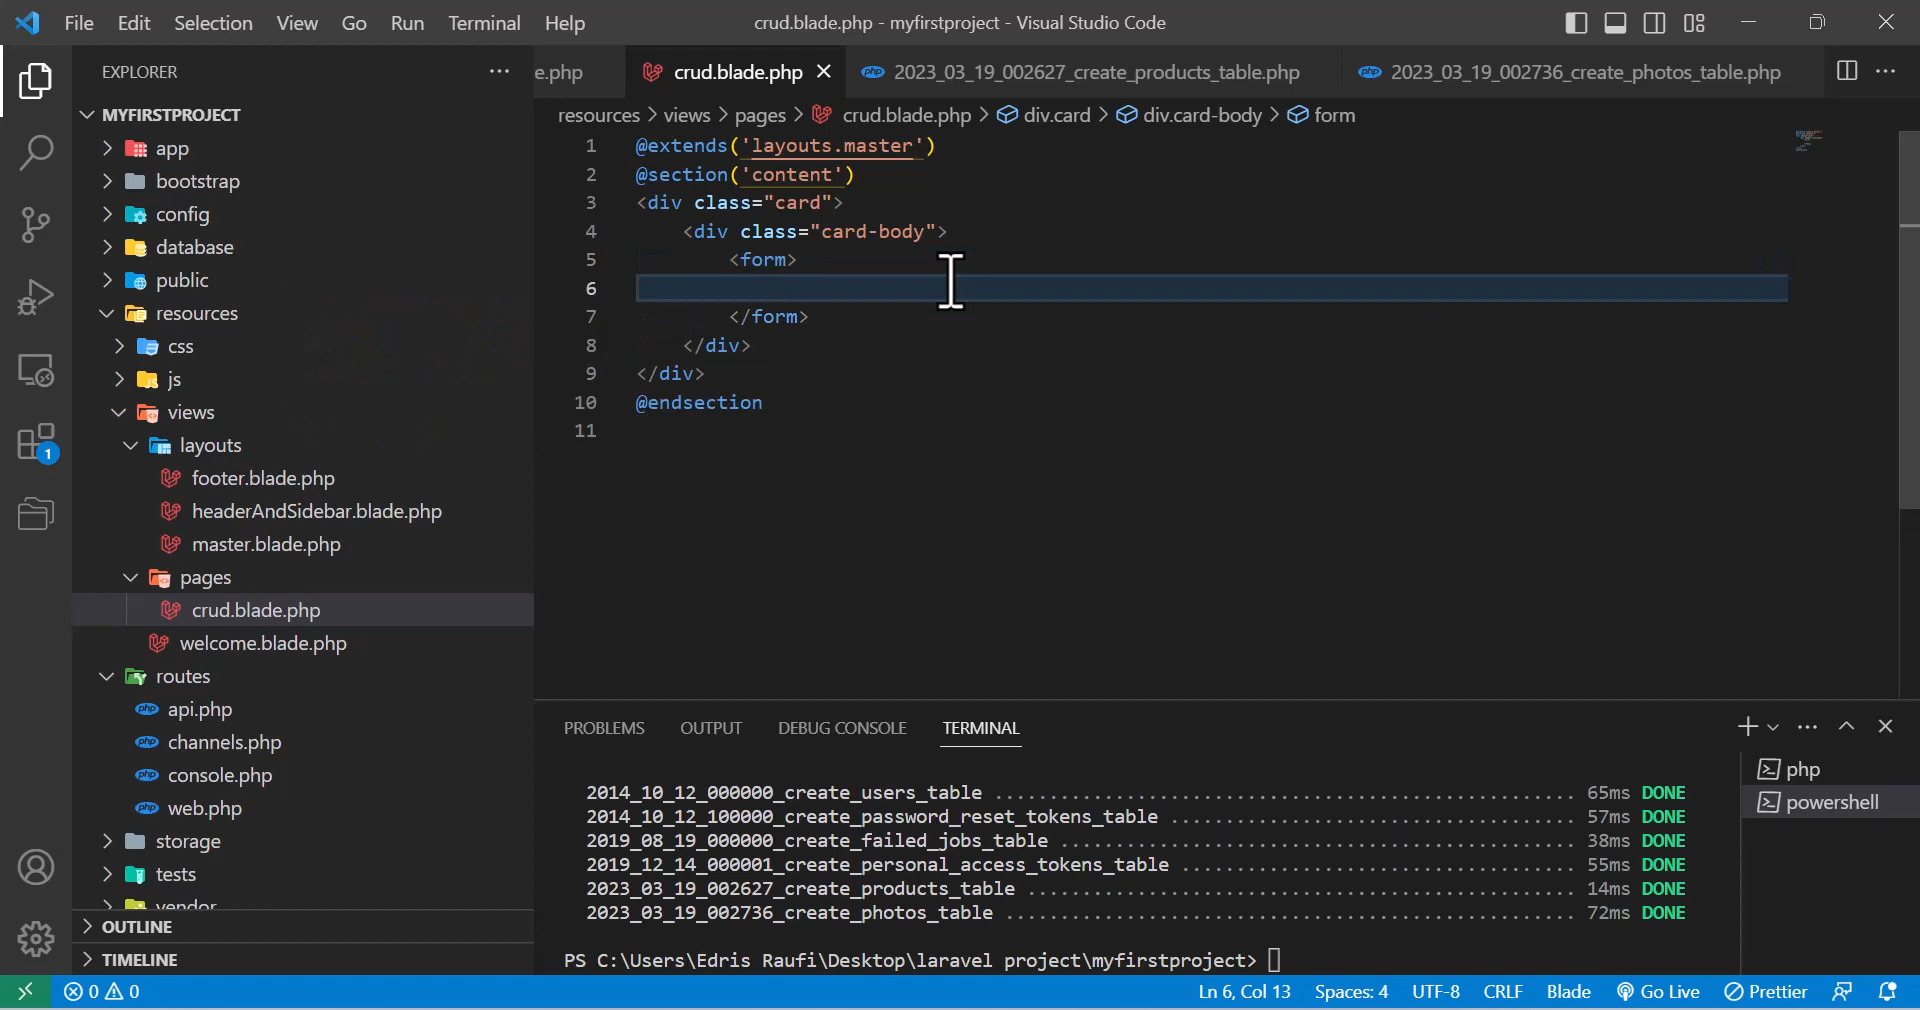 File Edit Selection View Go Run Terminal Help
crud.blade.php - myfirstproject - Visual Studio Code
EXPLORER
MYFIRSTPROJECT
app
bootstrap
config
database
public
resources
css
js
views
layouts
footer.blade.php
headerAndSidebar.blade.php
master.blade.php
pages
crud.blade.php
welcome.blade.php
routes
php api.php
php channels.php
php console.php
php web.php
storage
tests
vendor
OUTLINE
TIMELINE
1
e.php
crud.blade.php
php 2023_03_19_002627_create_products_table.php
php 2023_03_19_002736_create_photos_table.php
resources > views > pages > crud.blade.php > div.card > div.card-body > form
1 @extends('layouts.master')
2 @section('content')
3 <div class="card">
4 <div class="card-body">
5 <form>
6
7 </form>
8 </div>
9 </div>
10 @endsection
11
PROBLEMS OUTPUT DEBUG CONSOLE TERMINAL
php
powershell
2014_10_12_000000_create_users_table ..................................................... 65ms DONE
2014_10_12_100000_create_password_reset_tokens_table ..................................... 57ms DONE
2019_08_19_000000_create_failed_jobs_table ............................................... 38ms DONE
2019_12_14_000001_create_personal_access_tokens_table .................................... 55ms DONE
2023_03_19_002627_create_products_table .................................................. 14ms DONE
2023_03_19_002736_create_photos_table .................................................... 72ms DONE
PS C:\Users\Edris Raufi\Desktop\laravel project\myfirstproject>
0 0 Ln 6, Col 13 Spaces: 4 UTF-8 CRLF Blade Go Live Prettier